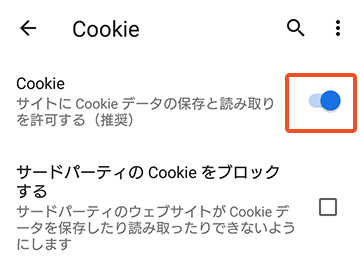 Cookie
Cookie
サイトに Cookie データの保存と読み取り
を許可する（推奨）
サードパーティの Cookie をブロック
する
サードパーティのウェブサイトが Cookie デ
ータを保存したり読み取ったりできないよう
にします